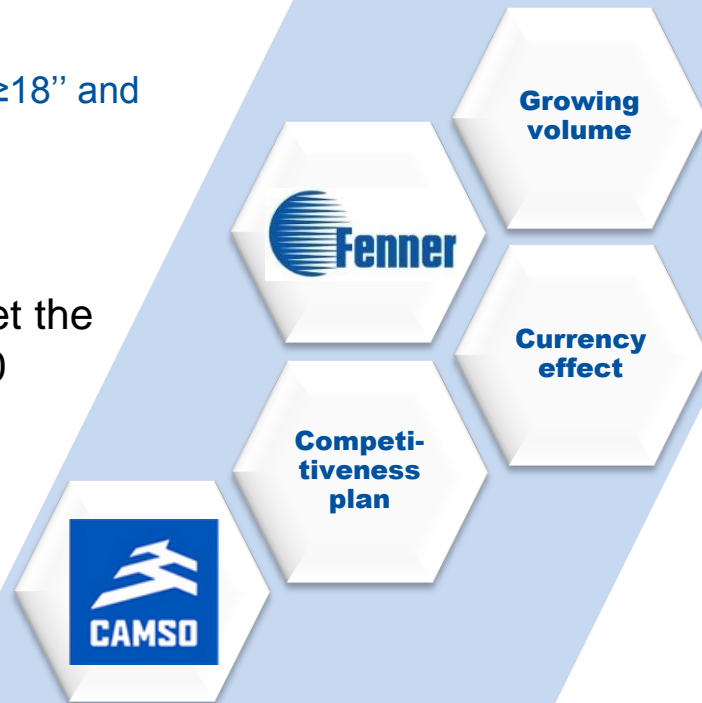 ≥18’’ and
et the
0
Growing
volume
Fenner
Currency
effect
Competi-
tiveness
plan
CAMSO